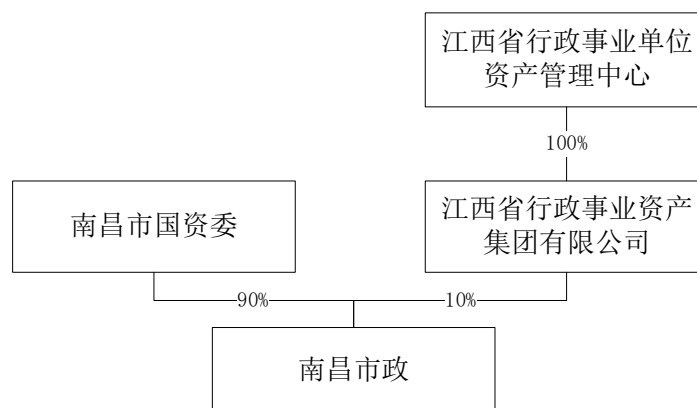 江西省行政事业单位
资产管理中心
100%
南昌市国资委
江西省行政事业资产
集团有限公司
90%
10%
南昌市政